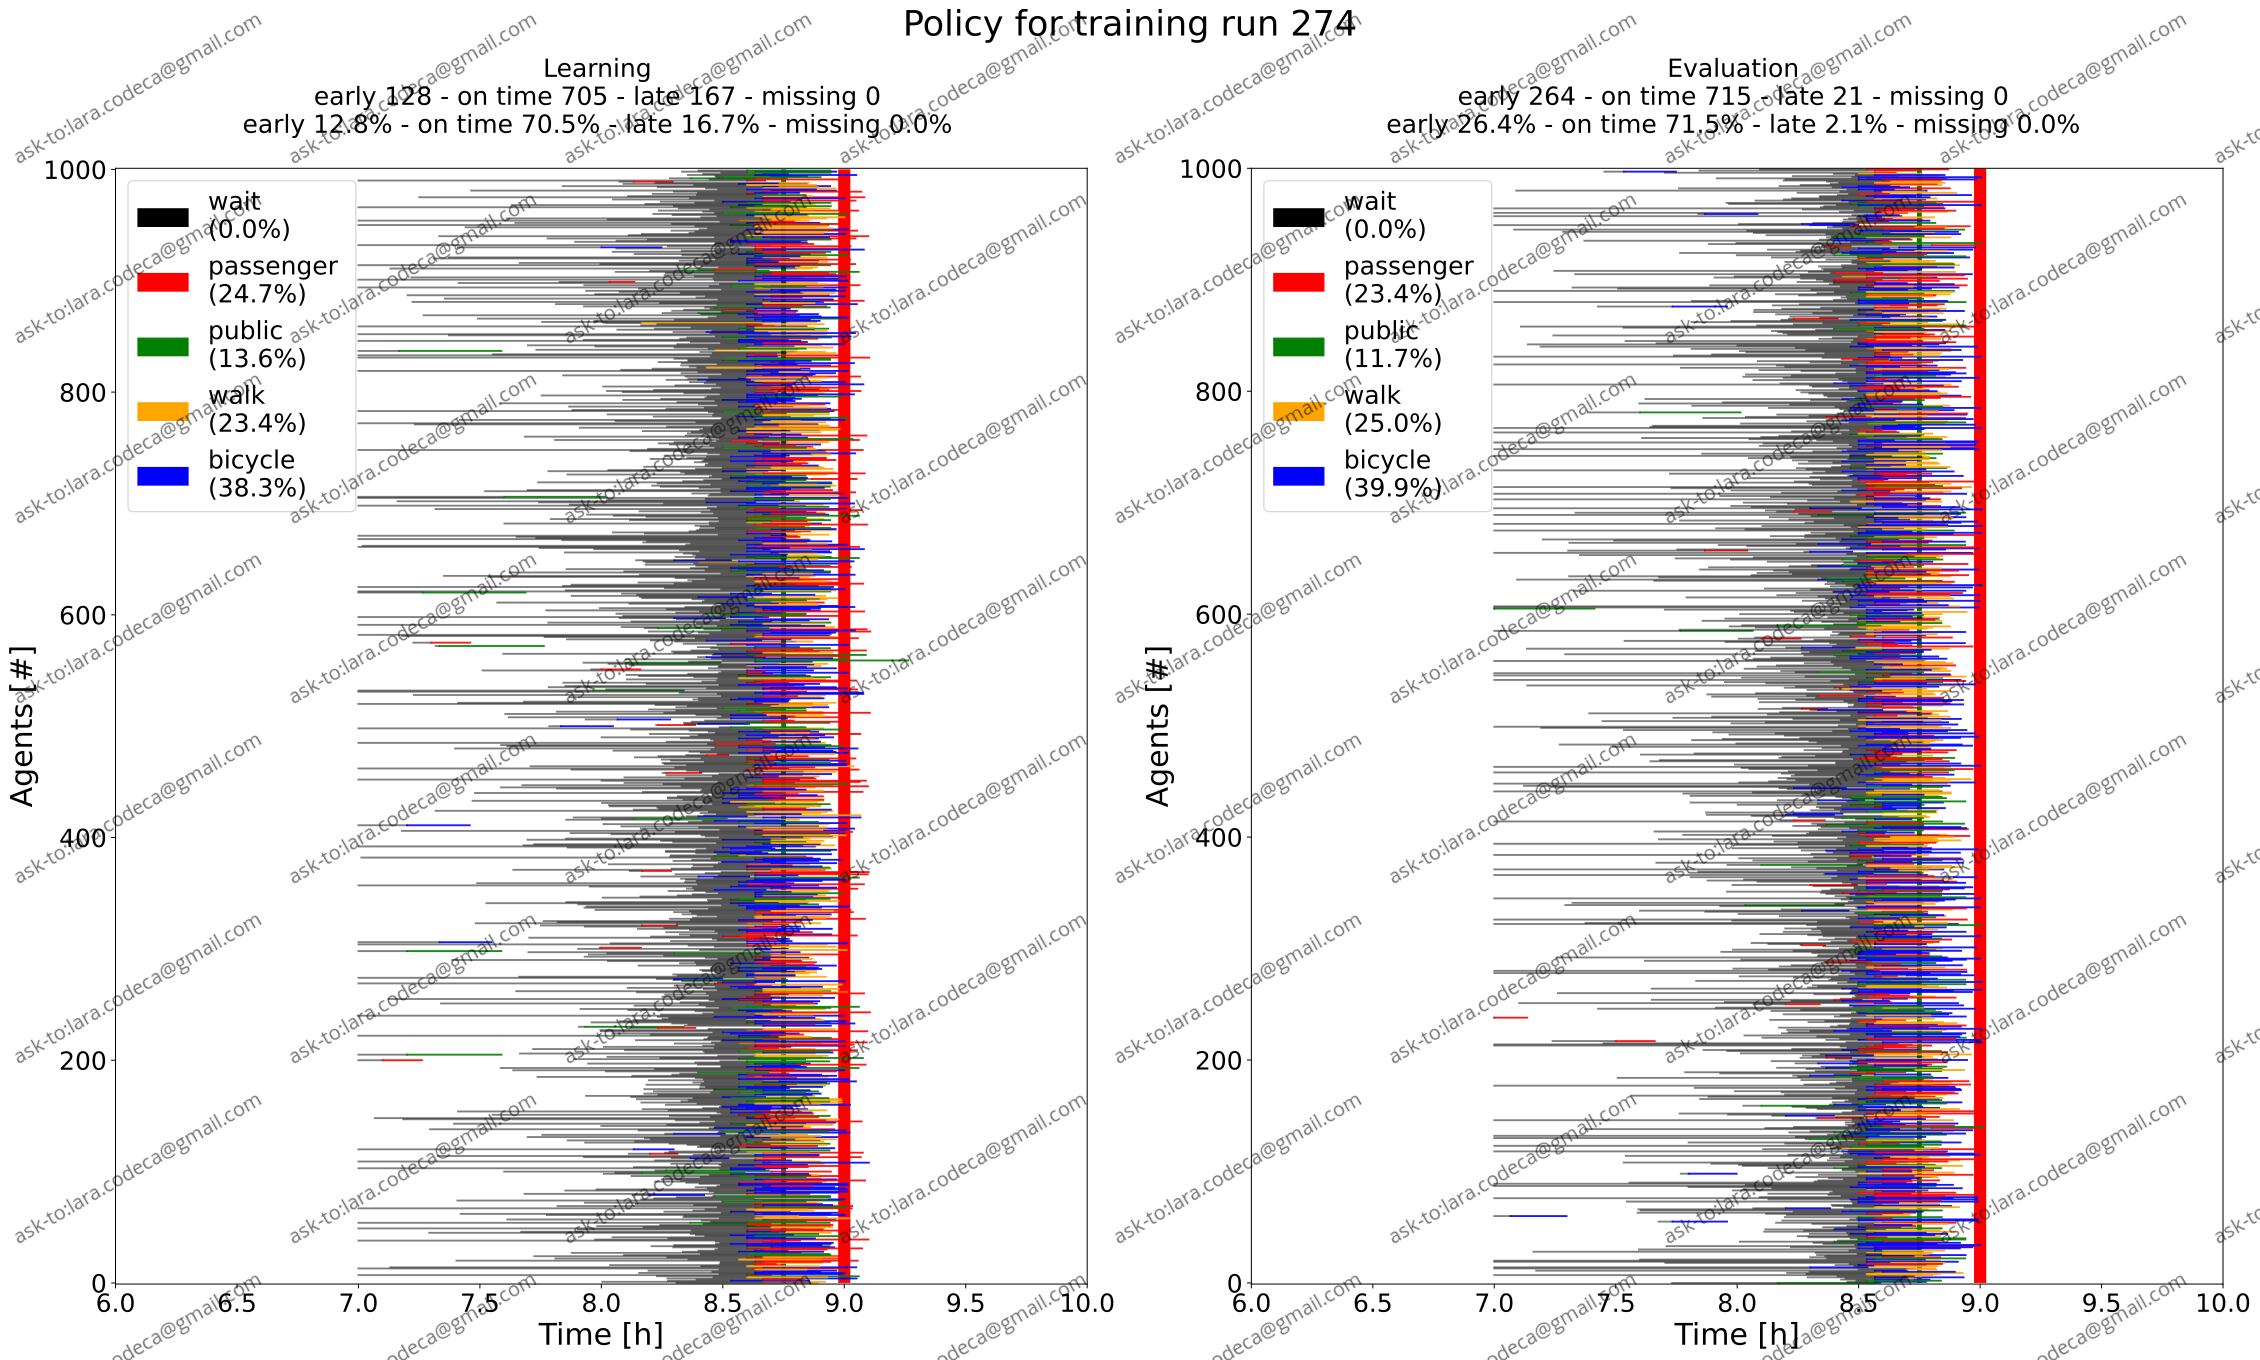 Policy for training run 274
Learning
early 128 - on time 705 - late 167 - missing 0
early 12.8% - on time 70.5% - late 16.7% - missing 0.0%
1000
800
600
400
200
0
Agents [#]
wait
(0.0%)
passenger
(24.7%)
public
(13.6%)
walk
(23.4%)
bicycle
(38.3%)
6.0 6.5 7.0 7.5 8.0 8.5 9.0 9.5 10.0
Time [h]
Evaluation
early 264 - on time 715 - late 21 - missing 0
early 26.4% - on time 71.5% - late 2.1% - missing 0.0%
1000
800
600
400
200
0
Agents [#]
wait
(0.0%)
passenger
(23.4%)
public
(11.7%)
walk
(25.0%)
bicycle
(39.9%)
6.0 6.5 7.0 7.5 8.0 8.5 9.0 9.5 10.0
Time [h]
ask-to:lara.codeca@gmail.com